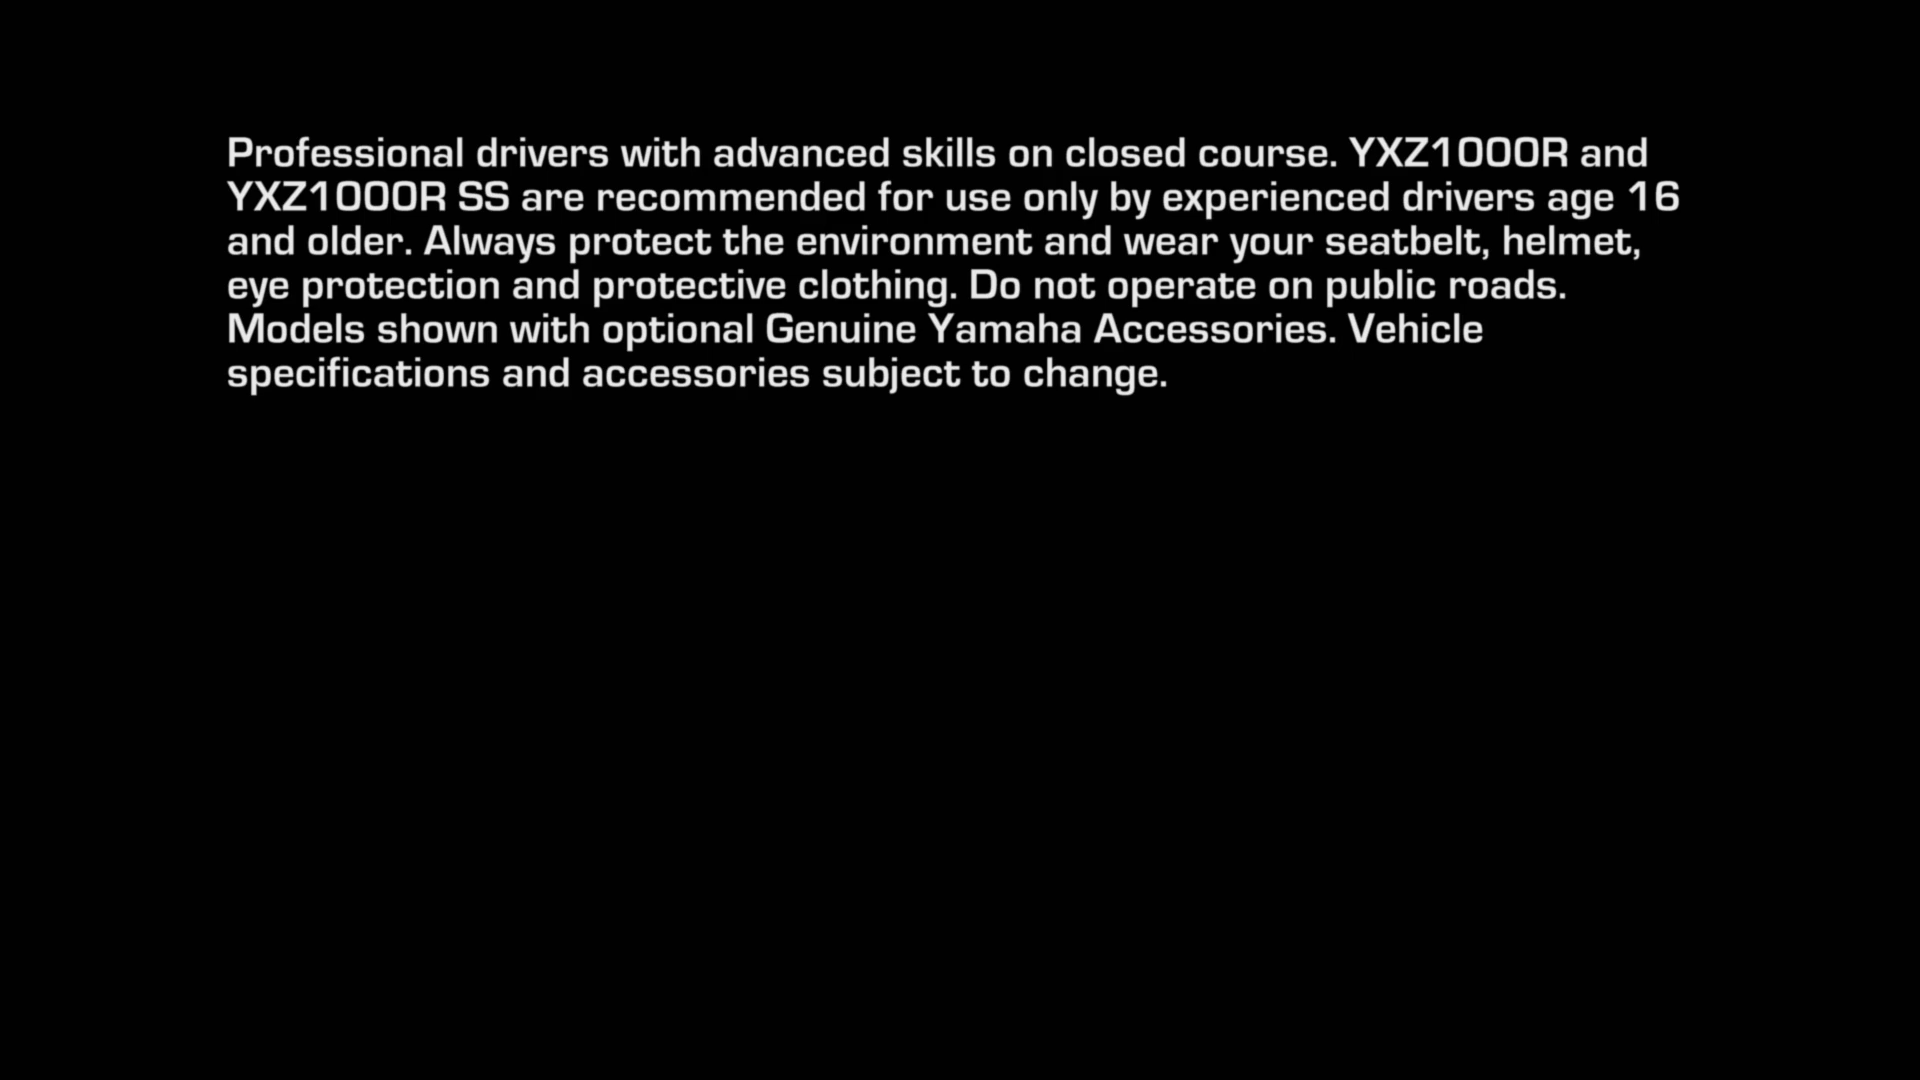 Professional drivers with advanced skills on closed course. YXZ1000R and
YXZ1000R SS are recommended for use only by experienced drivers age 16
and older. Always protect the environment and wear your seatbelt, helmet,
eye protection and protective clothing. Do not operate on public roads.
Models shown with optional Genuine Yamaha Accessories. Vehicle
specifications and accessories subject to change.